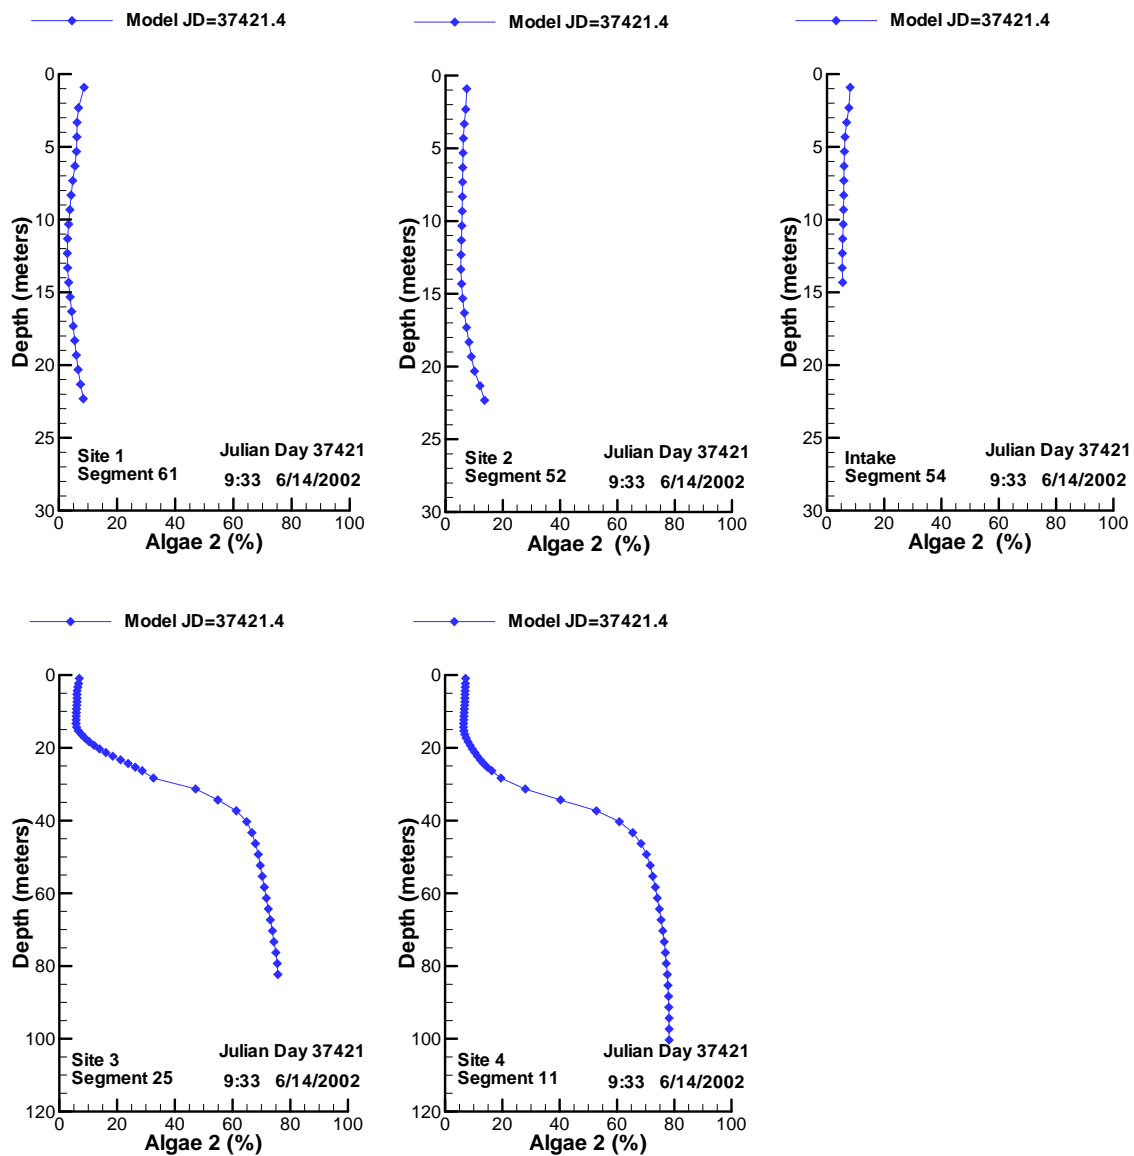 Model JD=37421.4
Model JD=37421.4
Model JD=37421.4
0
5
10
15
20
25
30
Depth (meters)
Site 1
Segment 61
Julian Day 37421
9:33 6/14/2002
0 20 40 60 80 100
Algae 2 (%)
0
5
10
15
20
25
30
Depth (meters)
Site 2
Segment 52
Julian Day 37421
9:33 6/14/2002
0 20 40 60 80 100
Algae 2 (%)
0
5
10
15
20
25
30
Depth (meters)
Intake
Segment 54
Julian Day 37421
9:33 6/14/2002
0 20 40 60 80 100
Algae 2 (%)
Model JD=37421.4
Model JD=37421.4
0
20
40
60
80
100
120
Depth (meters)
Site 3
Segment 25
Julian Day 37421
9:33 6/14/2002
0 20 40 60 80 100
Algae 2 (%)
0
20
40
60
80
100
120
Depth (meters)
Site 4
Segment 11
Julian Day 37421
9:33 6/14/2002
0 20 40 60 80 100
Algae 2 (%)